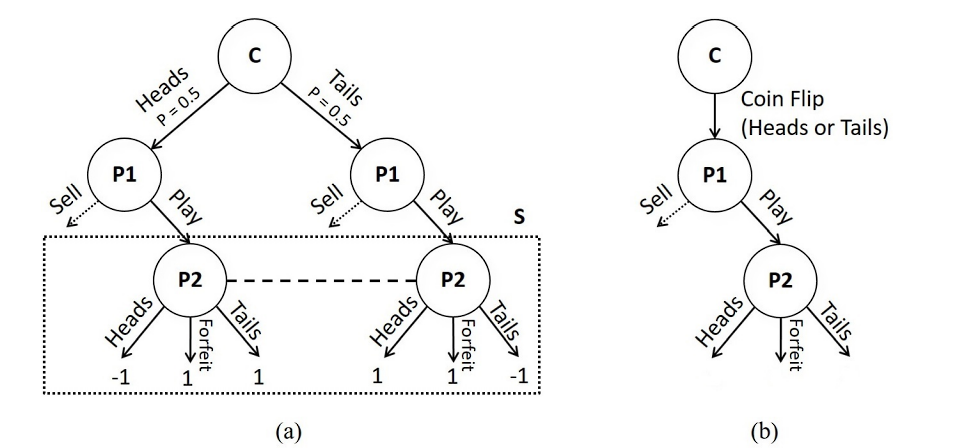 C
Heads
P = 0.5
Tails
P = 0.5
P1
P1
Sell
Play
Sell
Play
S
P2
P2
Heads
Forfeit
Tails
Heads
Forfeit
Tails
-1
1
1
1
1
-1
(a)
C
Coin Flip
(Heads or Tails)
P1
Sell
Play
P2
Heads
Forfeit
Tails
(b)